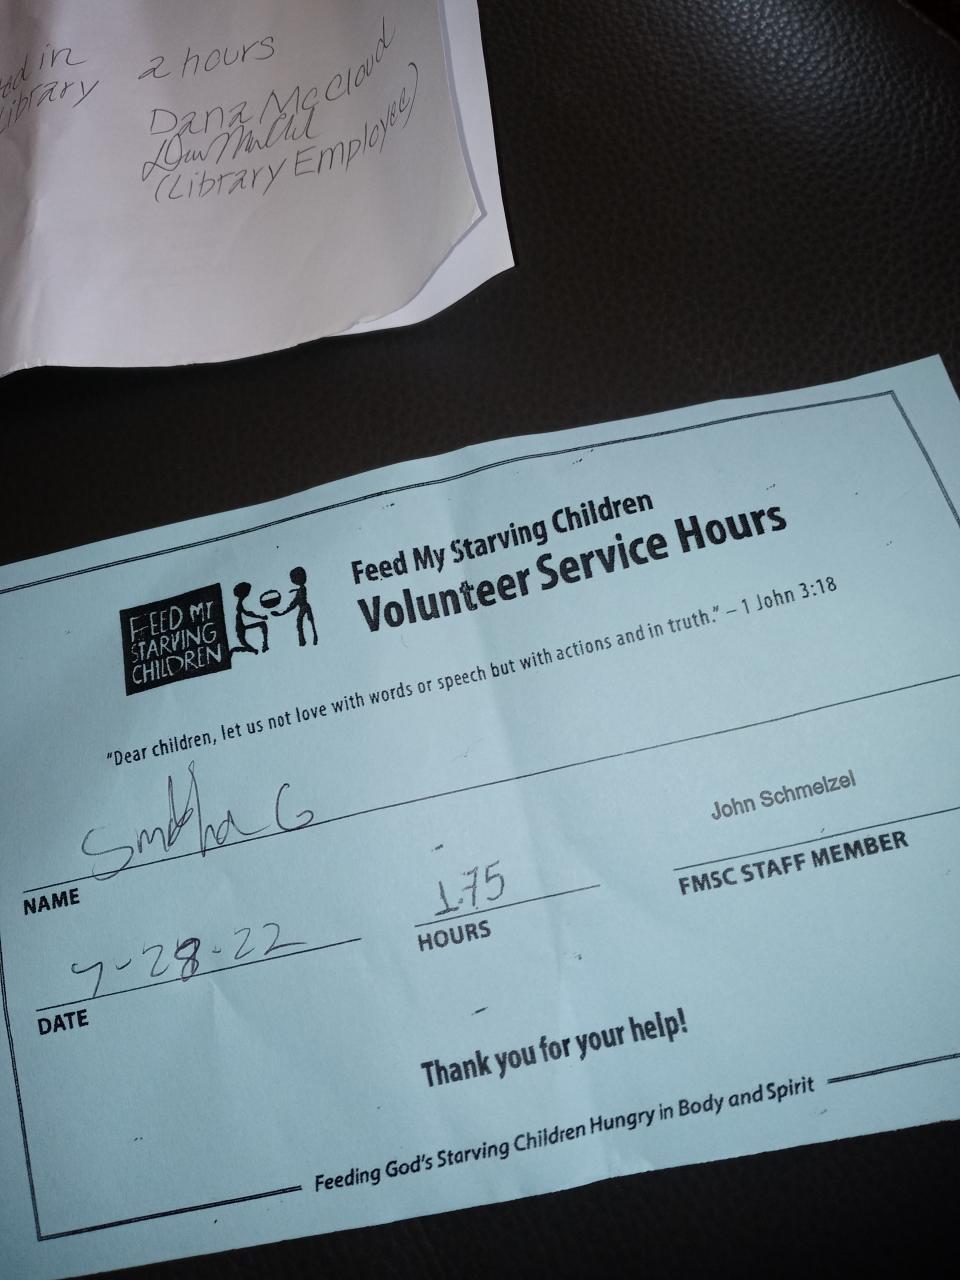 in
Library
2 hours
Dana McCloud
(Library Employee)
FEED MY
STARVING
CHILDREN
Feed My Starving Children
Volunteer Service Hours
"Dear children, let us not love with words or speech but with actions and in truth." – 1 John 3:18
G
NAME
John Schmelzel
FMSC STAFF MEMBER
1.75
HOURS
7-28-22
DATE
Thank you for your help!
Feeding God's Starving Children Hungry in Body and Spirit